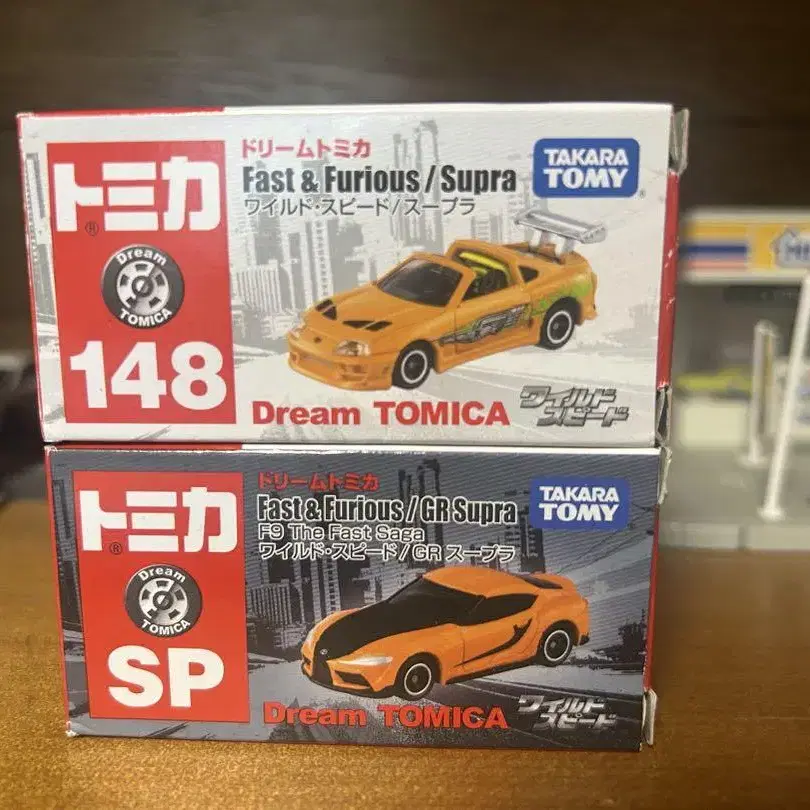 トミカ
®
Dream
TOMICA
148
ドリームトミカ
Fast & Furious / Supra
ワイルド・スピード/スープラ
TAKARA
TOMY
®
Dream TOMICA
ワイルド
スピード
トミカ
®
Dream
TOMICA
SP
ドリームトミカ
Fast & Furious / GR Supra
F9 The Fast Saga
ワイルド・スピード/GR スープラ
TAKARA
TOMY
Dream TOMICA
ワイルド
スピード